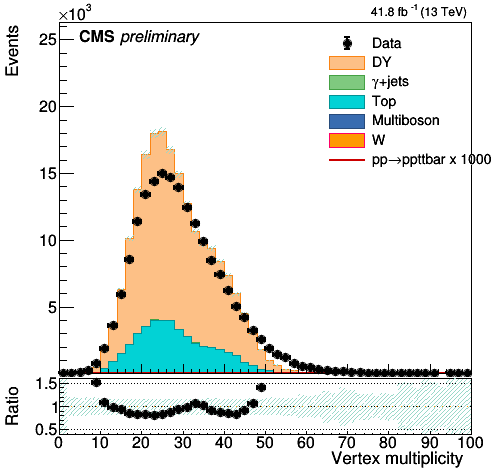 ×10³
41.8 fb⁻¹ (13 TeV)
CMS preliminary
Events
25
20
15
10
5
Data
DY
γ+jets
Top
Multiboson
W
pp→ppttbar x 1000
Ratio
1.5
1
0.5
0 10 20 30 40 50 60 70 80 90 100
Vertex multiplicity